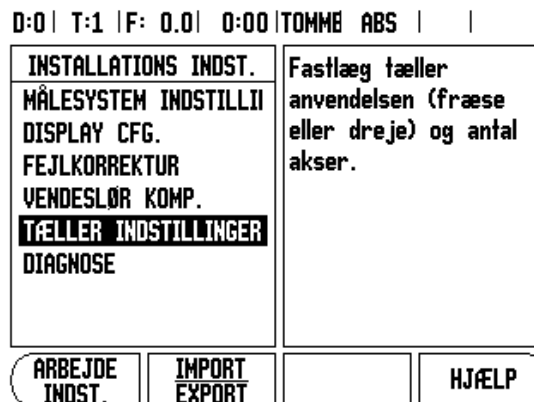 D:0 | T:1 | F: 0.0 | 0:00 | TOMME ABS | |
INSTALLATIONS INDST.
MÅLESYSTEM INDSTILLII
DISPLAY CFG.
FEJLKORREKTUR
VENDESLØR KOMP.
TÆLLER INDSTILLINGER
DIAGNOSE
Fastlæg tæller
anvendelsen (fræse
eller dreje) og antal
akser.
ARBEJDE
INDST.
IMPORT
EXPORT
HJÆLP